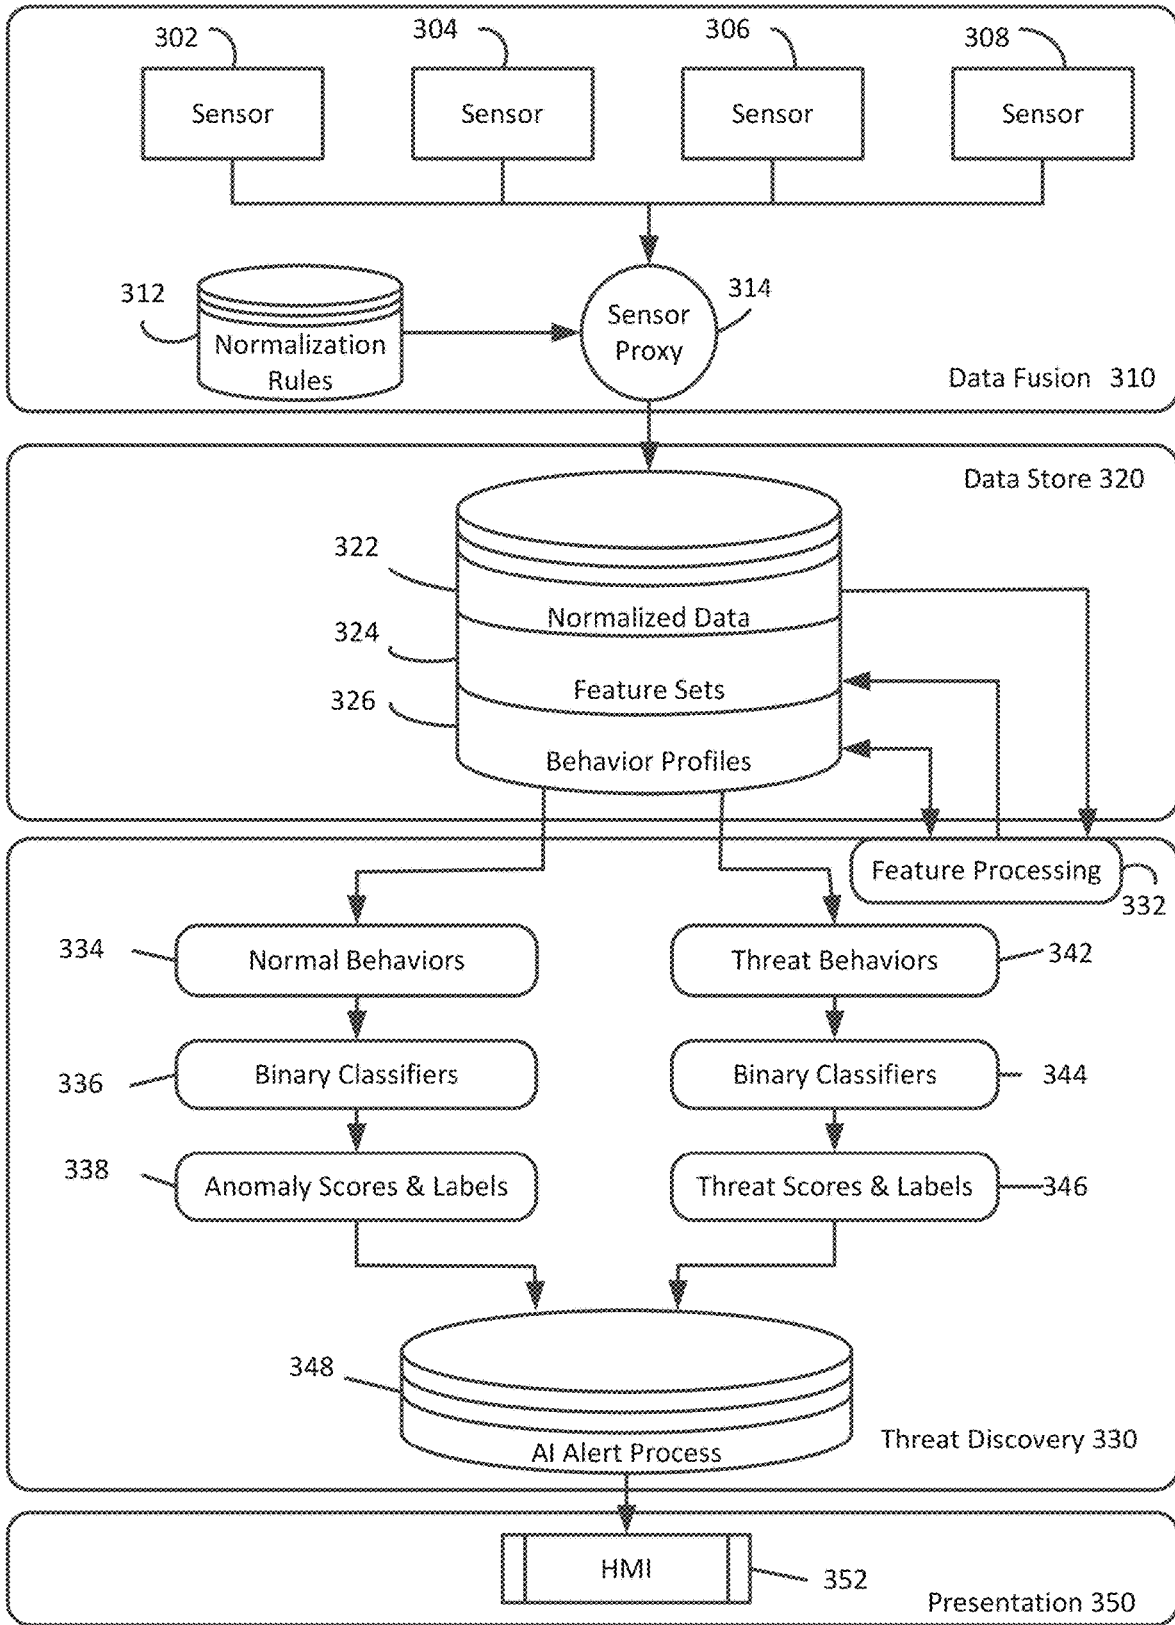 302
304
306
308
Sensor
Sensor
Sensor
Sensor
312
Normalization
Rules
Sensor
Proxy
314
Data Fusion 310
Data Store 320
322
Normalized Data
324
Feature Sets
326
Behavior Profiles
Feature Processing
332
334
Normal Behaviors
Threat Behaviors
342
336
Binary Classifiers
Binary Classifiers
344
338
Anomaly Scores & Labels
Threat Scores & Labels
346
348
AI Alert Process
Threat Discovery 330
HMI
352
Presentation 350